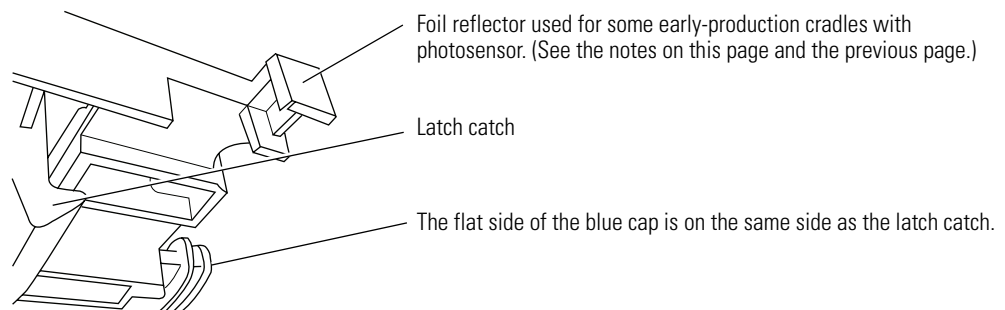 Foil reflector used for some early-production cradles with
photosensor. (See the notes on this page and the previous page.)
Latch catch
The flat side of the blue cap is on the same side as the latch catch.